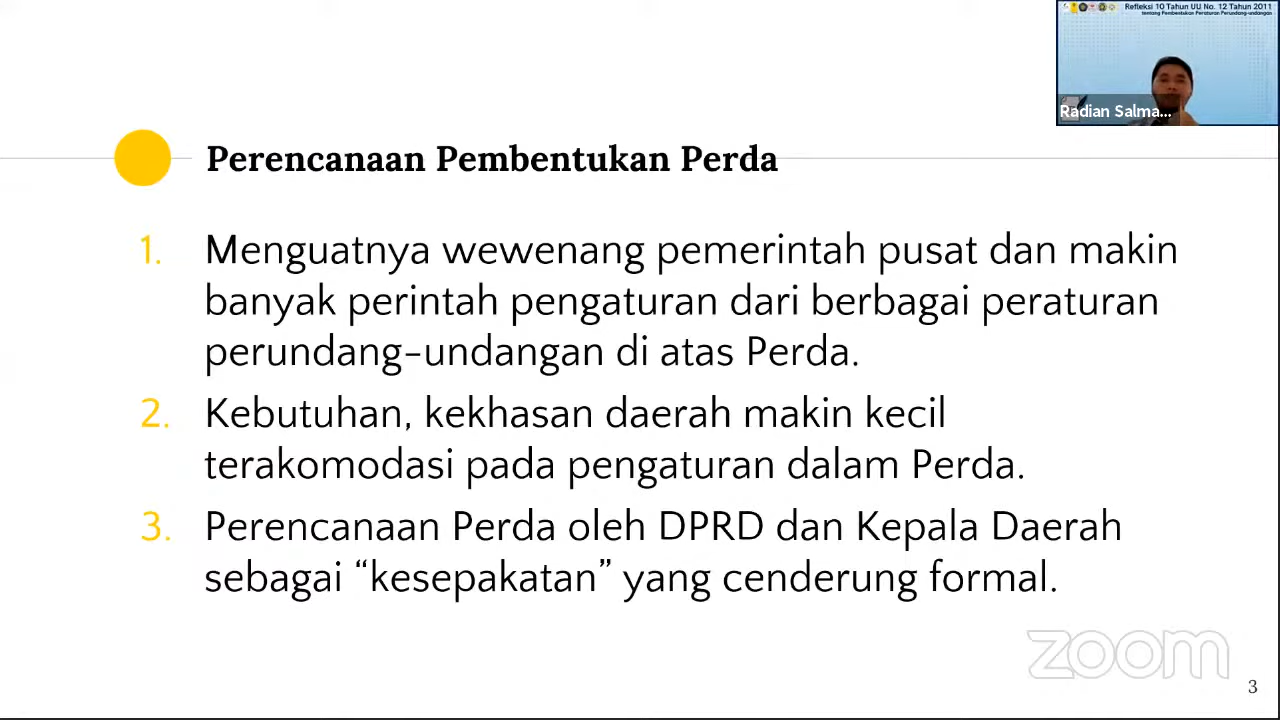 Refleksi 10 Tahun UU No. 12 Tahun 2011
tentang Pembentukan Peraturan Perundang-undangan
Radian Salma...
Perencanaan Pembentukan Perda
1. Menguatnya wewenang pemerintah pusat dan makin
banyak perintah pengaturan dari berbagai peraturan
perundang-undangan di atas Perda.
2. Kebutuhan, kekhasan daerah makin kecil
terakomodasi pada pengaturan dalam Perda.
3. Perencanaan Perda oleh DPRD dan Kepala Daerah
sebagai “kesepakatan” yang cenderung formal.
zoom
3